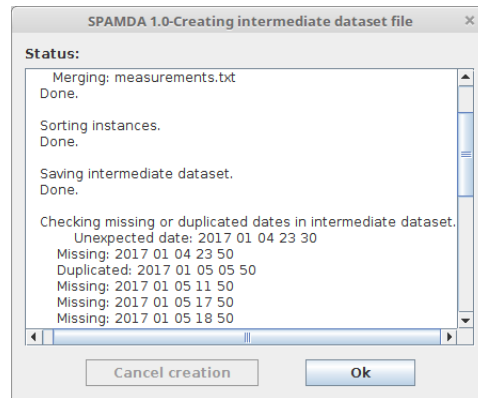 SPAMDA 1.0-Creating intermediate dataset file
Status:
Merging: measurements.txt
Done.
Sorting instances.
Done.
Saving intermediate dataset.
Done.
Checking missing or duplicated dates in intermediate dataset.
Unexpected date: 2017 01 04 23 30
Missing: 2017 01 04 23 50
Duplicated: 2017 01 05 05 50
Missing: 2017 01 05 11 50
Missing: 2017 01 05 17 50
Missing: 2017 01 05 18 50
Cancel creation
Ok